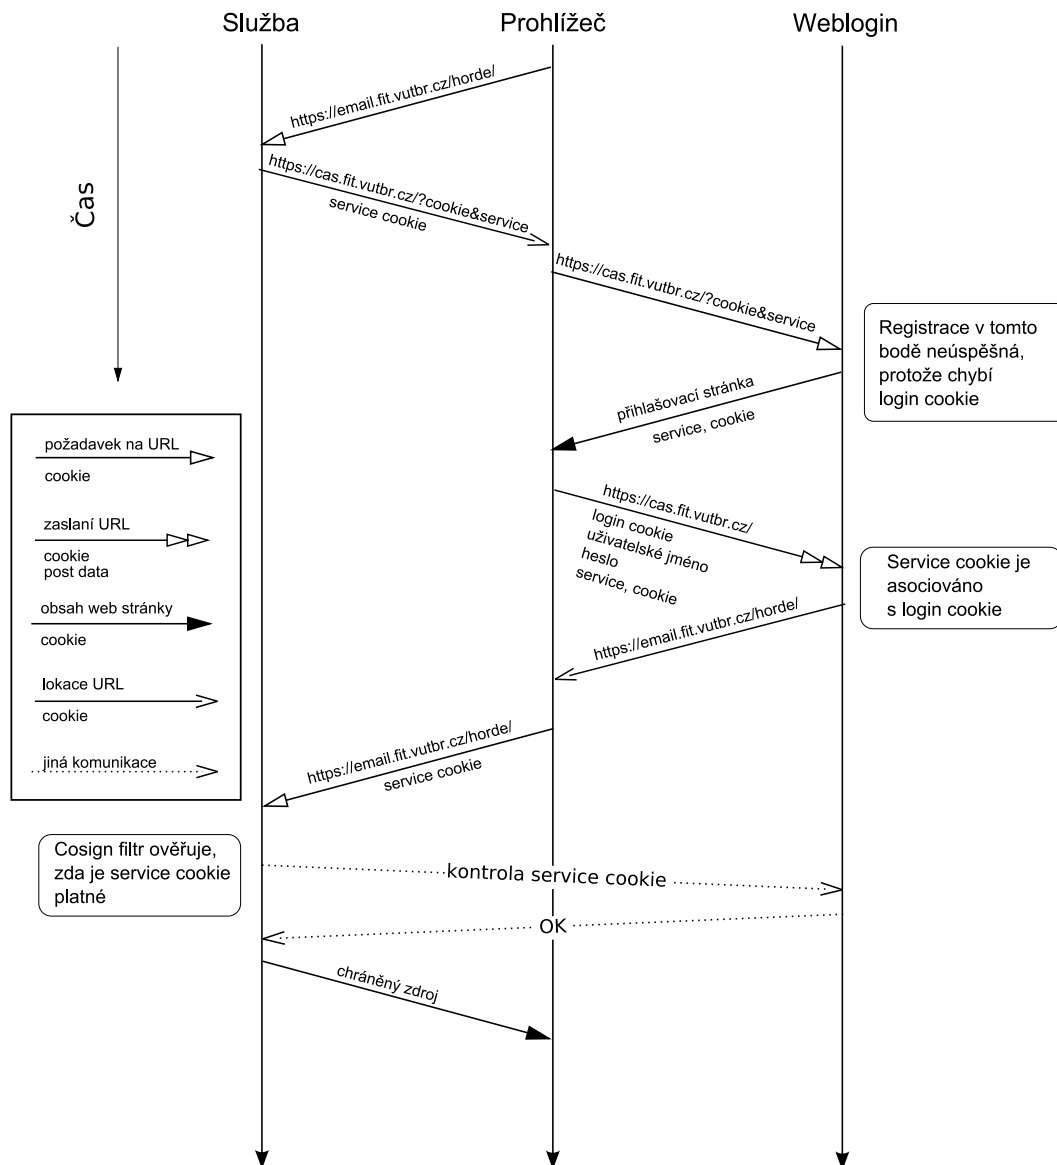 Služba
Prohlížeč
Weblogin
Čas
https://email.fit.vutbr.cz/horde/
https://cas.fit.vutbr.cz/?cookie&service
service cookie
https://cas.fit.vutbr.cz/?cookie&service
Registrace v tomto
bodě neúspěšná,
protože chybí
login cookie
přihlašovací stránka
service, cookie
požadavek na URL
cookie
zaslaní URL
cookie
post data
obsah web stránky
cookie
lokace URL
cookie
jiná komunikace
https://cas.fit.vutbr.cz/
login cookie
uživatelské jméno
heslo
service, cookie
Service cookie je
asociováno
s login cookie
https://email.fit.vutbr.cz/horde/
https://email.fit.vutbr.cz/horde/
service cookie
Cosign filtr ověřuje,
zda je service cookie
platné
kontrola service cookie
OK
chráněný zdroj